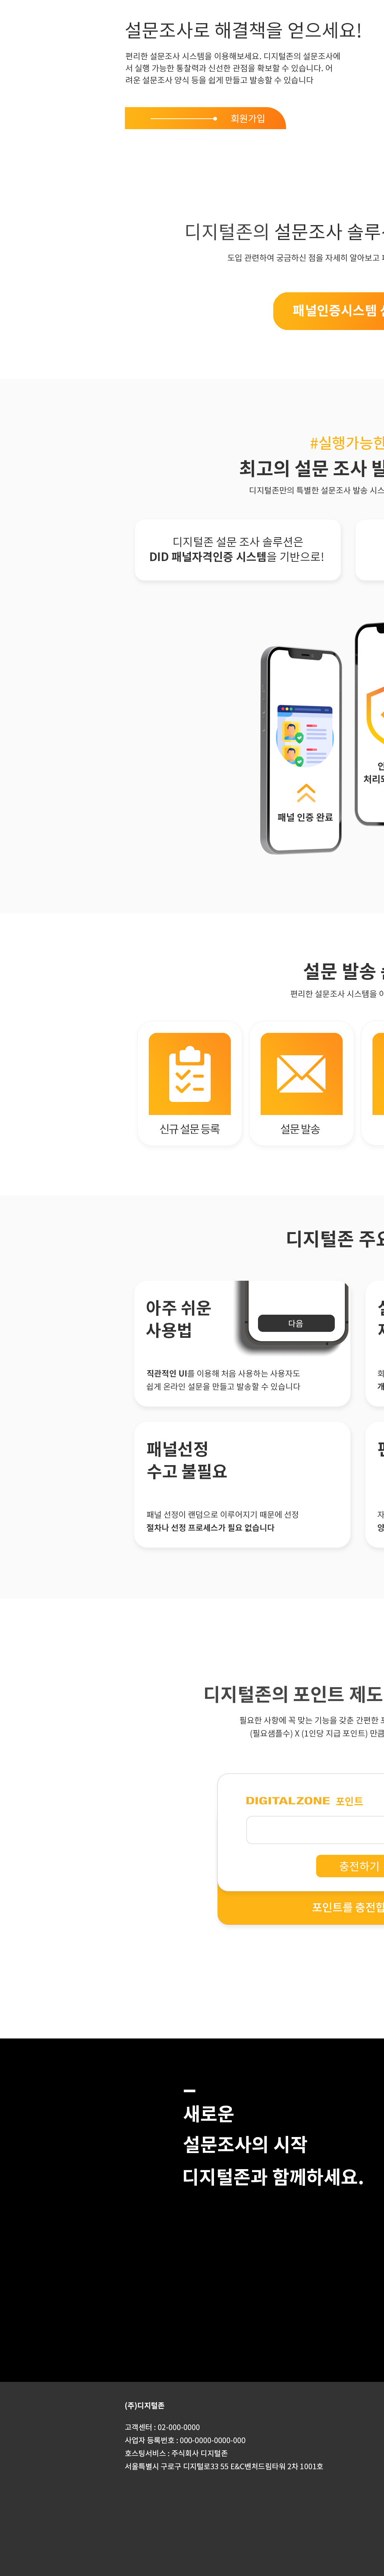 설문조사로 해결책을 얻으세요!
편리한 설문조사 시스템을 이용해보세요. 디지털존의 설문조사에
서 실행 가능한 통찰력과 신선한 관점을 확보할 수 있습니다. 어
려운 설문조사 양식 등을 쉽게 만들고 발송할 수 있습니다
회원가입
디지털존의 설문조사 솔루
도입 관련하여 궁금하신 점을 자세히 알아보고
패널인증시스템
#실행가능한
최고의 설문 조사 발
디지털존만의 특별한 설문조사 발송 시스
디지털존 설문 조사 솔루션은
DID 패널자격인증 시스템을 기반으로!
패널 인증 완료
처리되
설문 발송
편리한 설문조사 시스템을 이
신규 설문 등록
설문 발송
디지털존 주요
아주 쉬운
사용법
다음
직관적인 UI를 이용해 처음 사용하는 사용자도
쉽게 온라인 설문을 만들고 발송할 수 있습니다
패널선정
수고 불필요
패널 선정이 랜덤으로 이루어지기 때문에 선정
절차나 선정 프로세스가 필요 없습니다
디지털존의 포인트 제도
필요한 사항에 꼭 맞는 기능을 갖춘 간편한
(필요샘플수) X (1인당 지급 포인트) 만큼
DIGITALZONE 포인트
충전하기
포인트를 충전합
새로운
설문조사의 시작
디지털존과 함께하세요.
(주)디지털존
고객센터 : 02-000-0000
사업자 등록번호 : 000-0000-0000-000
호스팅서비스 : 주식회사 디지털존
서울특별시 구로구 디지털로33 55 E&C벤처드림타워 2차 1001호